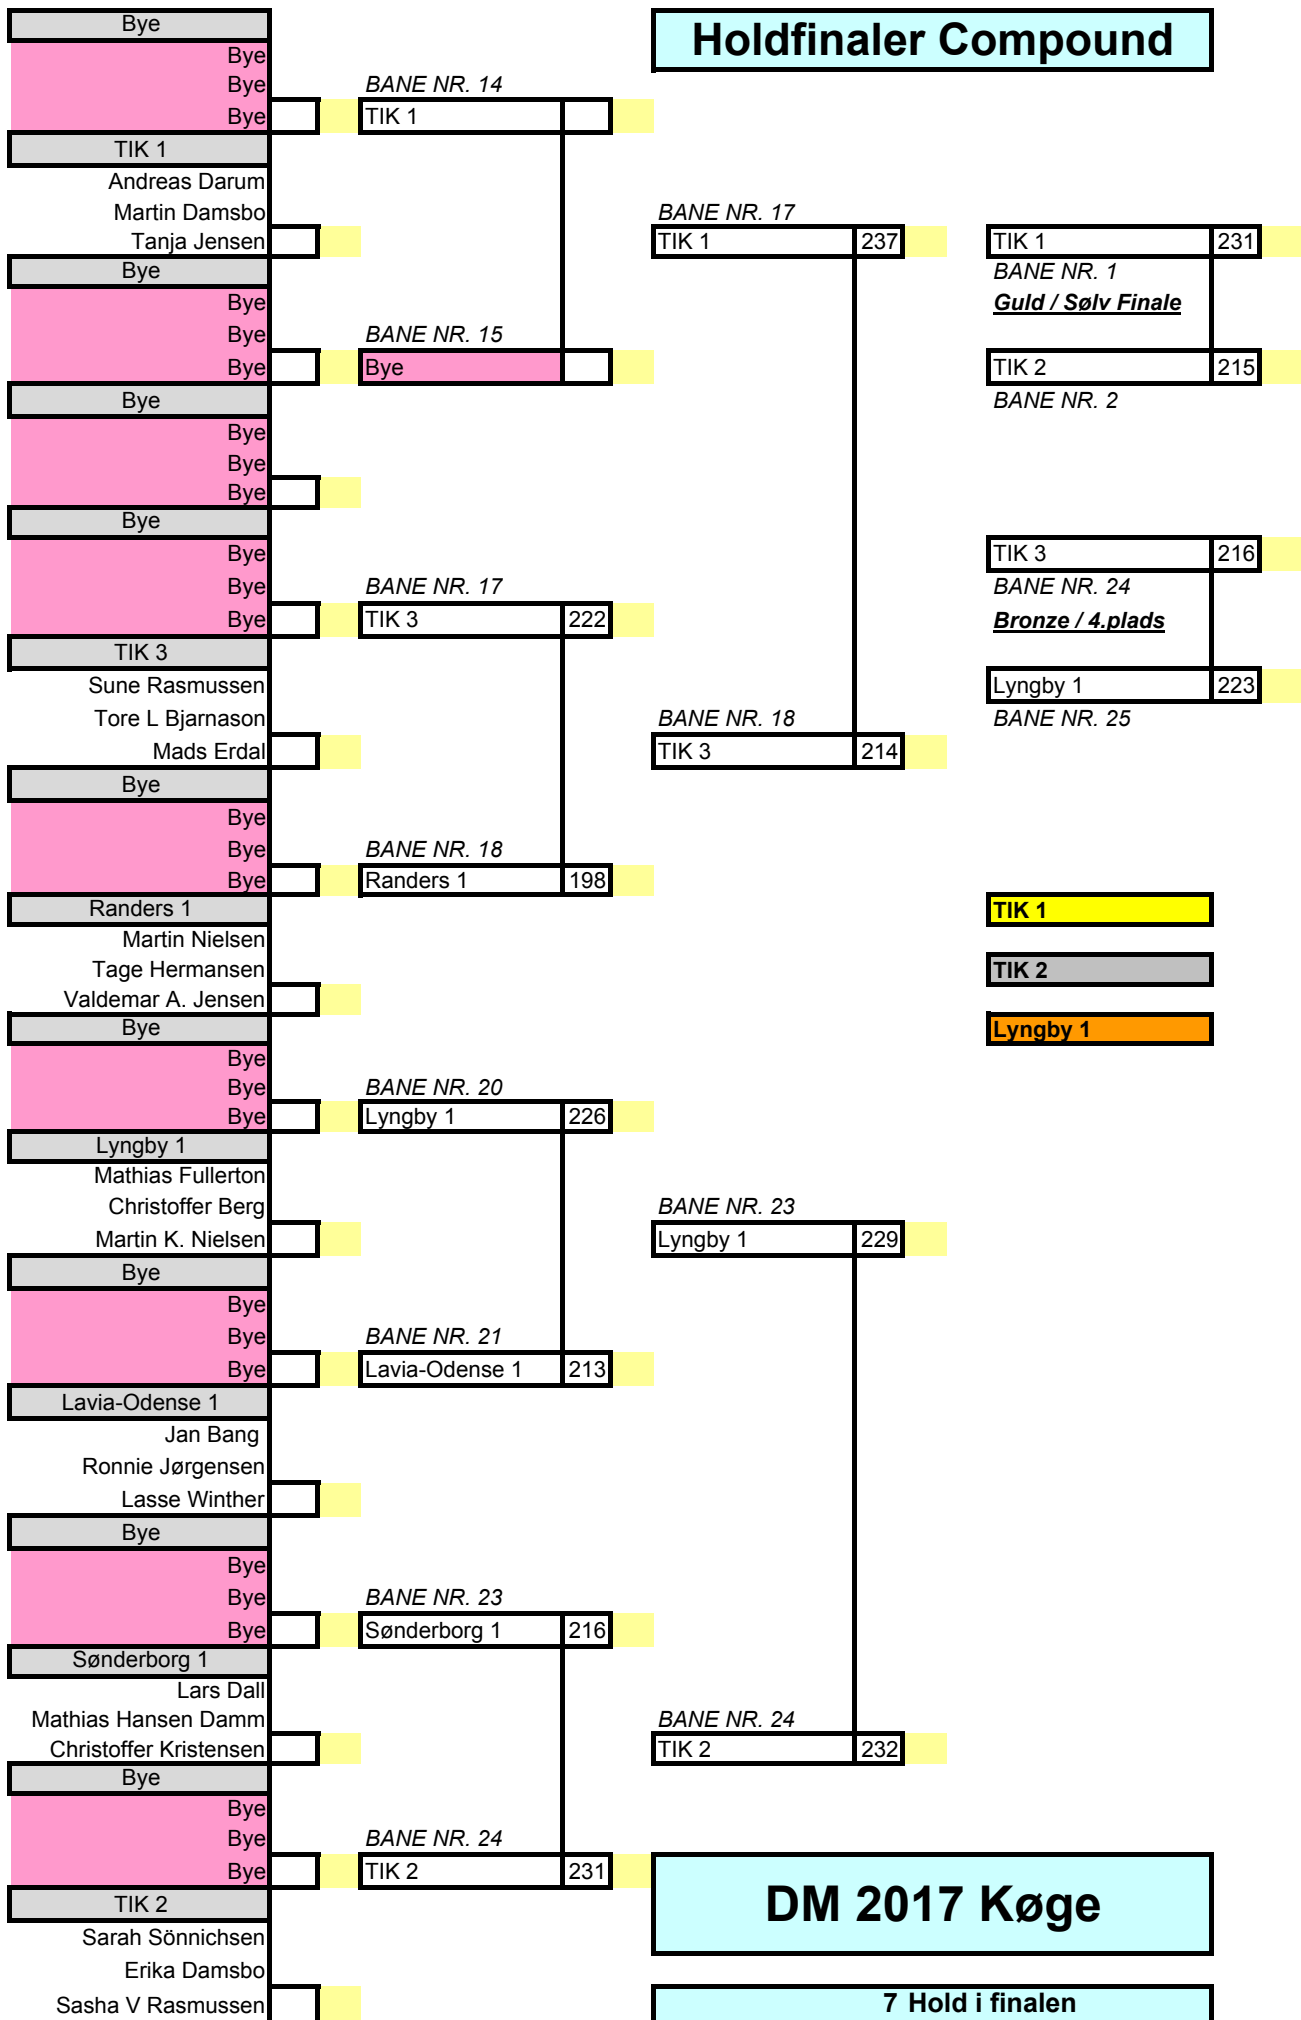 Bye
Holdfinaler Compound
Bye
Bye
BANE NR. 14
Bye
TIK 1
TIK 1
Andreas Darum
Martin Damsbo
BANE NR. 17
Tanja Jensen
TIK 1
237
TIK 1
231
Bye
BANE NR. 1
Bye
Guld / Sølv Finale
Bye
BANE NR. 15
Bye
Bye
TIK 2
215
Bye
BANE NR. 2
Bye
Bye
Bye
Bye
Bye
TIK 3
216
Bye
BANE NR. 17
BANE NR. 24
Bye
TIK 3
222
Bronze / 4.plads
TIK 3
Sune Rasmussen
Lyngby 1
223
Tore L Bjarnason
BANE NR. 18
BANE NR. 25
Mads Erdal
TIK 3
214
Bye
Bye
Bye
BANE NR. 18
Bye
Randers 1
198
Randers 1
TIK 1
Martin Nielsen
Tage Hermansen
TIK 2
Valdemar A. Jensen
Bye
Lyngby 1
Bye
Bye
BANE NR. 20
Bye
Lyngby 1
226
Lyngby 1
Mathias Fullerton
Christoffer Berg
BANE NR. 23
Martin K. Nielsen
Lyngby 1
229
Bye
Bye
Bye
BANE NR. 21
Bye
Lavia-Odense 1
213
Lavia-Odense 1
Jan Bang
Ronnie Jørgensen
Lasse Winther
Bye
Bye
Bye
BANE NR. 23
Bye
Sønderborg 1
216
Sønderborg 1
Lars Dall
Mathias Hansen Damm
BANE NR. 24
Christoffer Kristensen
TIK 2
232
Bye
Bye
Bye
BANE NR. 24
Bye
TIK 2
231
DM 2017 Køge
TIK 2
Sarah Sönnichsen
Erika Damsbo
Sasha V Rasmussen
7 Hold i finalen